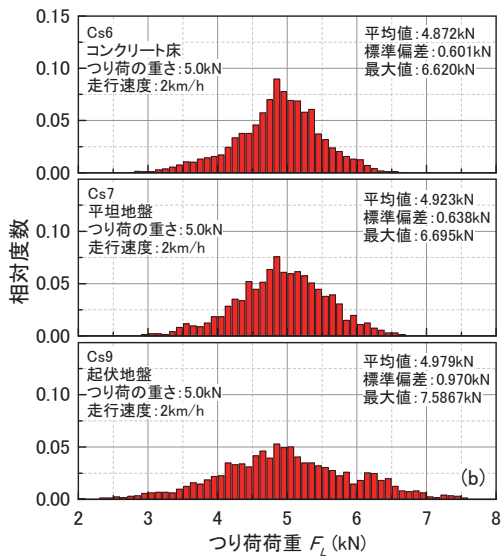 相対度数
0.15
0.10
0.05
0.00
Cs6
コンクリート床
つり荷の重さ:5.0kN
走行速度:2km/h
平均値:4.872kN
標準偏差:0.601kN
最大値:6.620kN
0.10
0.05
0.00
Cs7
平坦地盤
つり荷の重さ:5.0kN
走行速度:2km/h
平均値:4.923kN
標準偏差:0.638kN
最大値:6.695kN
0.10
0.05
0.00
Cs9
起伏地盤
つり荷の重さ:5.0kN
走行速度:2km/h
平均値:4.979kN
標準偏差:0.970kN
最大値:7.5867kN
(b)
2 3 4 5 6 7 8
つり荷荷重 F_L (kN)